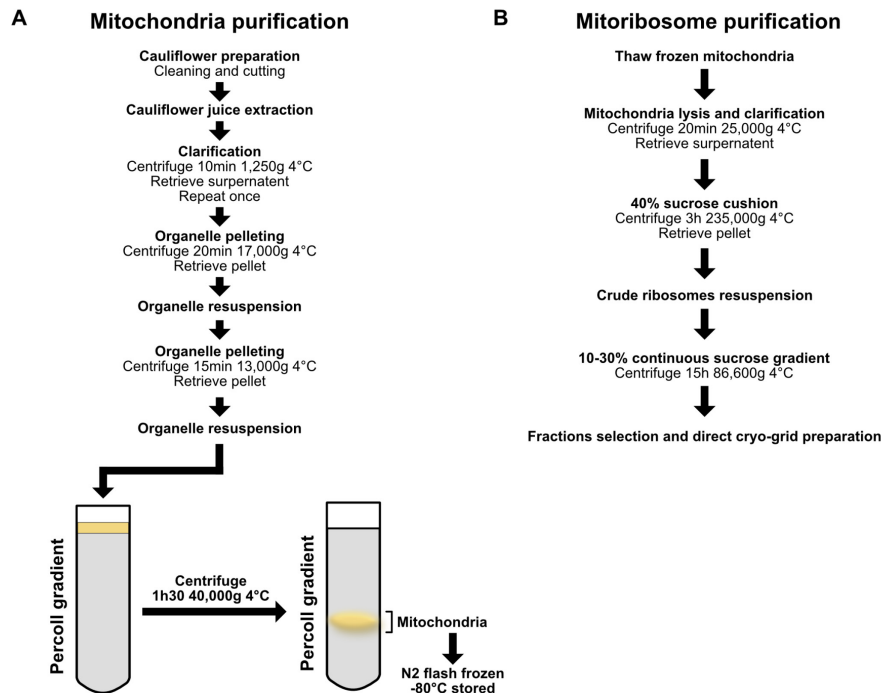 A
Mitochondria purification
Cauliflower preparation
Cleaning and cutting
Cauliflower juice extraction
Clarification
Centrifuge 10min 1,250g 4°C
Retrieve surpernatent
Repeat once
Organelle pelleting
Centrifuge 20min 17,000g 4°C
Retrieve pellet
Organelle resuspension
Organelle pelleting
Centrifuge 15min 13,000g 4°C
Retrieve pellet
Organelle resuspension
Percoll gradient
Centrifuge
1h30 40,000g 4°C
Percoll gradient
Mitochondria
N2 flash frozen
-80°C stored
B
Mitoribosome purification
Thaw frozen mitochondria
Mitochondria lysis and clarification
Centrifuge 20min 25,000g 4°C
Retrieve surpernatent
40% sucrose cushion
Centrifuge 3h 235,000g 4°C
Retrieve pellet
Crude ribosomes resuspension
10-30% continuous sucrose gradient
Centrifuge 15h 86,600g 4°C
Fractions selection and direct cryo-grid preparation